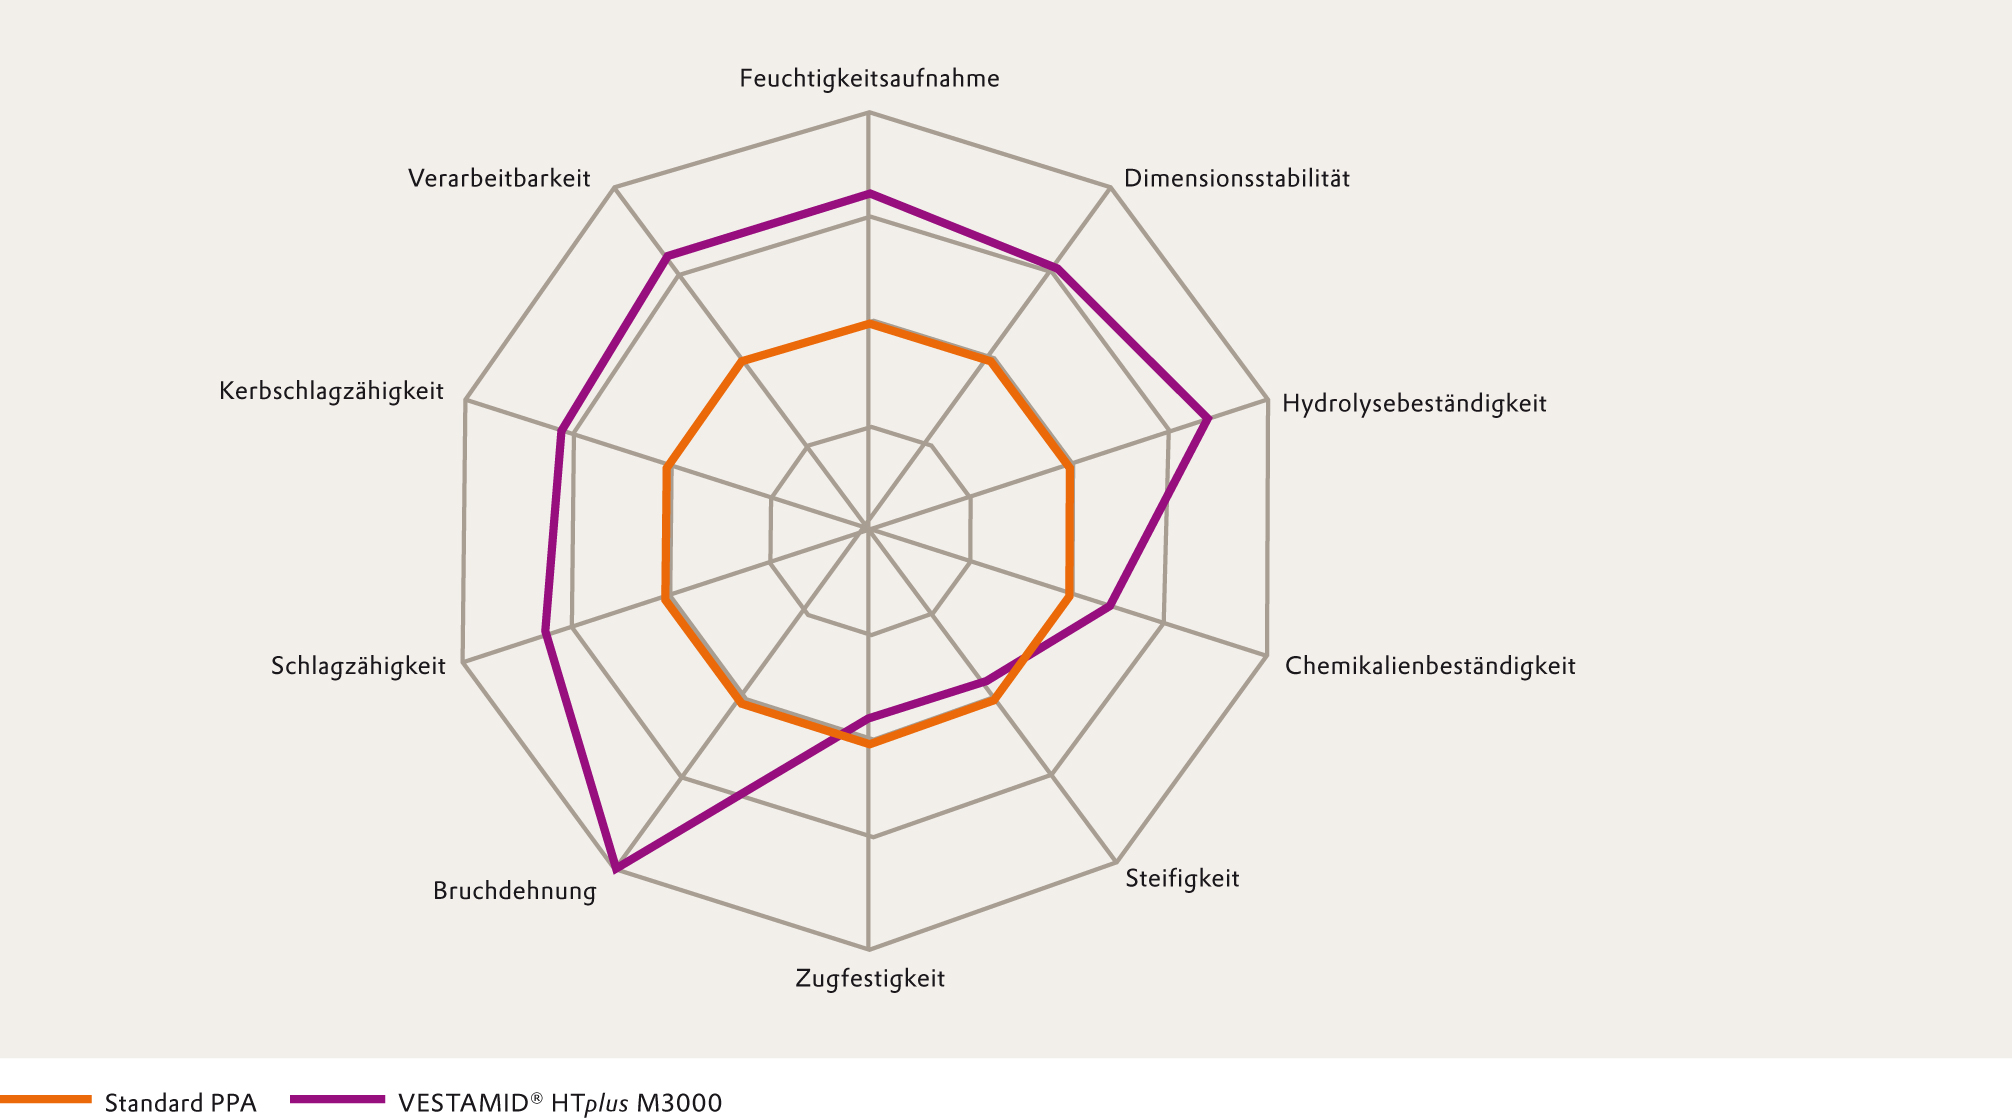 Feuchtigkeitsaufnahme
Verarbeitbarkeit
Dimensionsstabilität
Kerbschlagzähigkeit
Hydrolysebeständigkeit
Schlagzähigkeit
Chemikalienbeständigkeit
Bruchdehnung
Steifigkeit
Zugfestigkeit
Standard PPA
VESTAMID® HTplus M3000